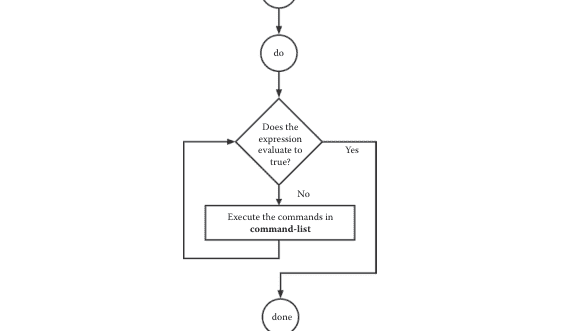 do
Does the
expression
evaluate to
true?
Yes
No
Execute the commands in
command-list
done